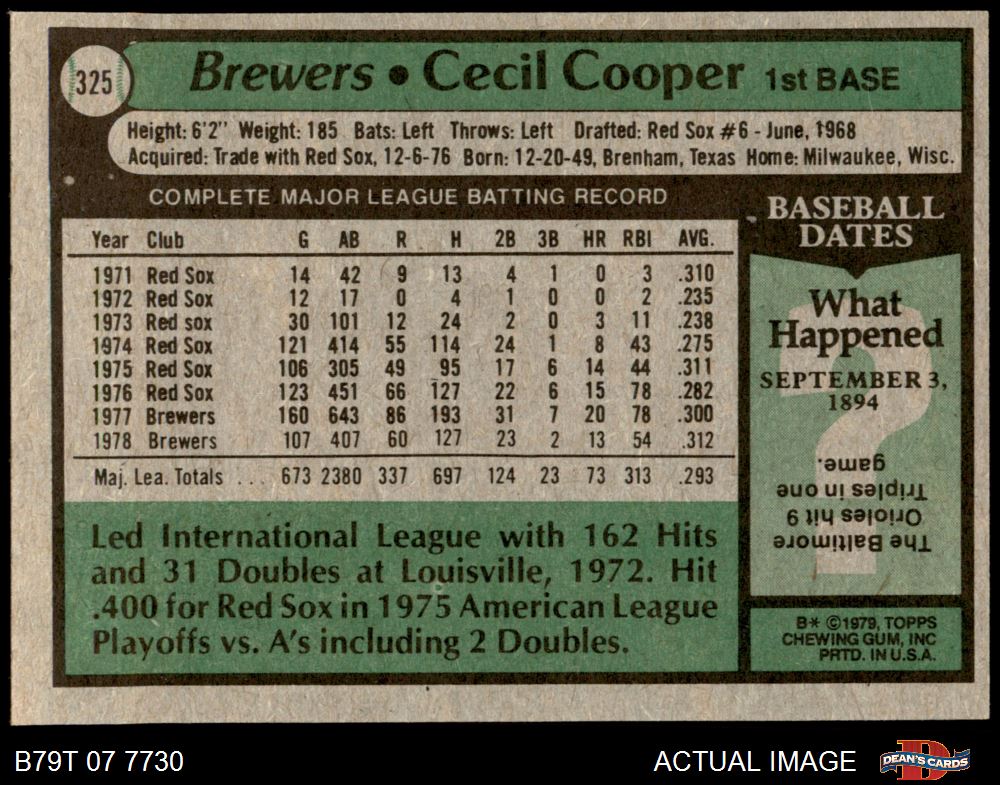 325
Brewers • Cecil Cooper 1st BASE
Height: 6'2" Weight: 185 Bats: Left Throws: Left Drafted: Red Sox #6 - June, 1968
Acquired: Trade with Red Sox, 12-6-76 Born: 12-20-49, Brenham, Texas Home: Milwaukee, Wisc.
COMPLETE MAJOR LEAGUE BATTING RECORD
Year Club G AB R H 2B 3B HR RBI AVG.
1971 Red Sox 14 42 9 13 4 1 0 3 .310
1972 Red Sox 12 17 0 4 1 0 0 2 .235
1973 Red sox 30 101 12 24 2 0 3 11 .238
1974 Red Sox 121 414 55 114 24 1 8 43 .275
1975 Red Sox 106 305 49 95 17 6 14 44 .311
1976 Red Sox 123 451 66 127 22 6 15 78 .282
1977 Brewers 160 643 86 193 31 7 20 78 .300
1978 Brewers 107 407 60 127 23 2 13 54 .312
Maj. Lea. Totals ... 673 2380 337 697 124 23 73 313 .293
Led International League with 162 Hits
and 31 Doubles at Louisville, 1972. Hit
.400 for Red Sox in 1975 American League
Playoffs vs. A's including 2 Doubles.
BASEBALL
DATES
What
Happened
SEPTEMBER 3,
1894
?
The Baltimore
Orioles hit 9
Triples in one
game.
B* ©1979, TOPPS
CHEWING GUM, INC
PRTD. IN U.S.A.
B79T 07 7730
ACTUAL IMAGE
D
DEAN'S CARDS